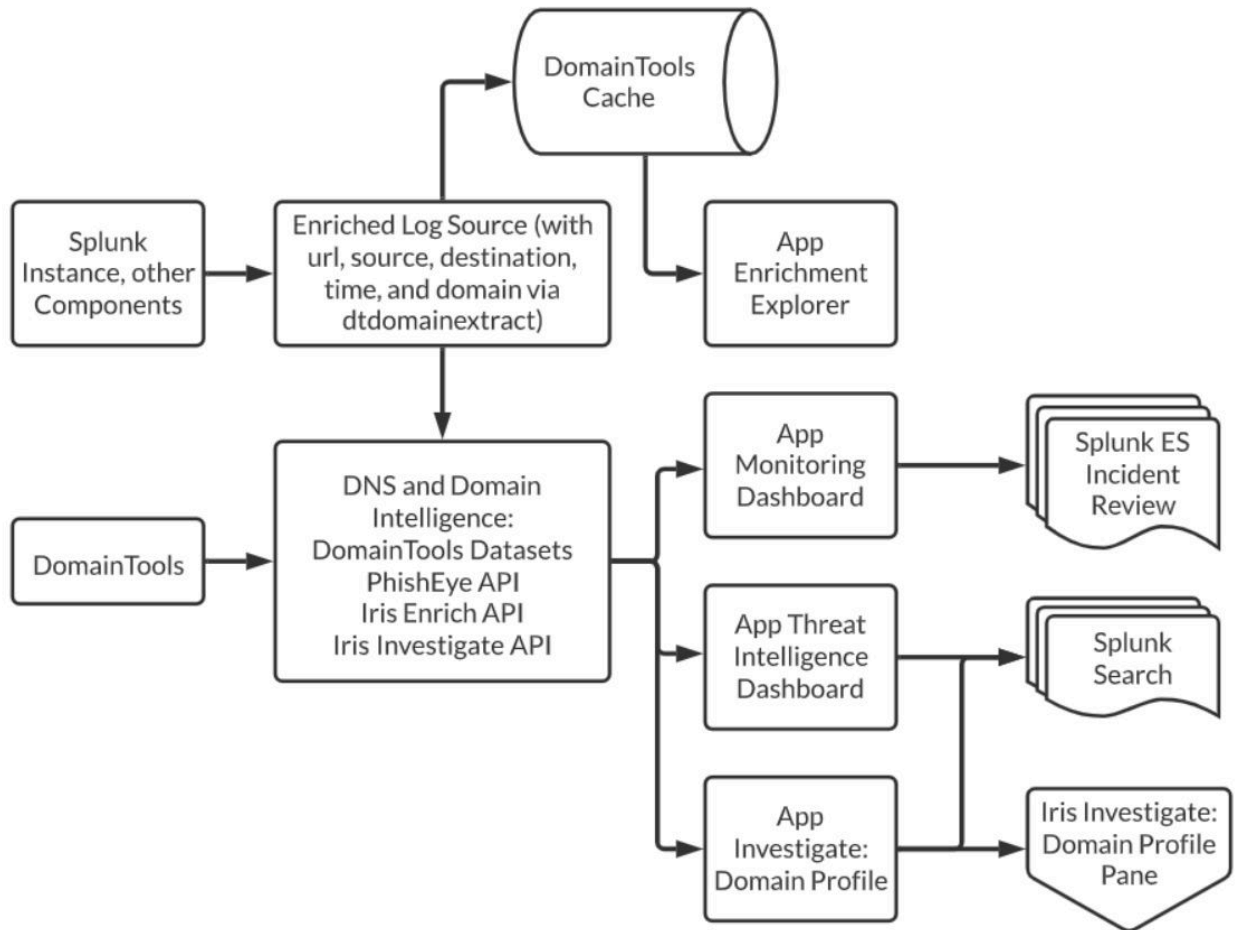 DomainTools
Cache
Splunk
Instance, other
Components
Enriched Log Source (with
url, source, destination,
time, and domain via
dtdomainextract)
App
Enrichment
Explorer
App
Monitoring
Dashboard
Splunk ES
Incident
Review
DomainTools
DNS and Domain
Intelligence:
DomainTools Datasets
PhishEye API
Iris Enrich API
Iris Investigate API
App Threat
Intelligence
Dashboard
Splunk
Search
App
Investigate:
Domain Profile
Iris Investigate:
Domain Profile
Pane